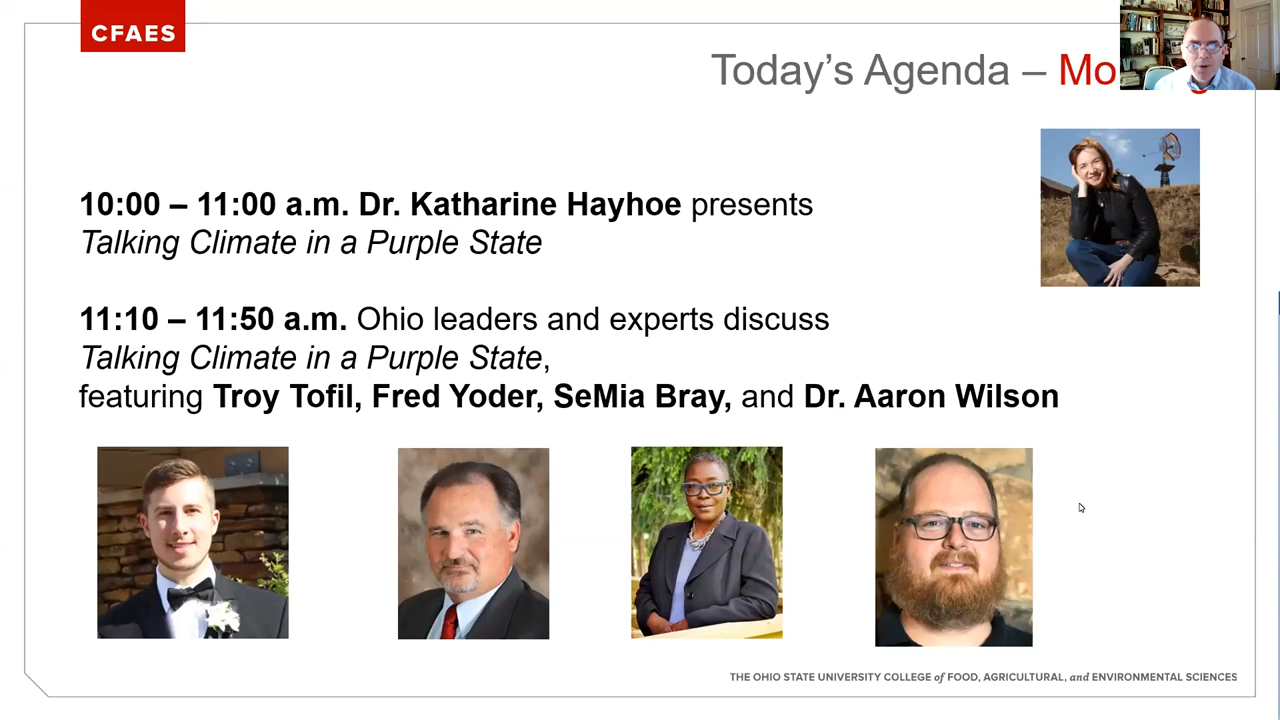 CFAES
Today's Agenda –
10:00 – 11:00 a.m. Dr. Katharine Hayhoe presents
Talking Climate in a Purple State
11:10 – 11:50 a.m. Ohio leaders and experts discuss
Talking Climate in a Purple State,
featuring Troy Tofil, Fred Yoder, SeMia Bray, and Dr. Aaron Wilson
THE OHIO STATE UNIVERSITY COLLEGE of FOOD, AGRICULTURAL, and ENVIRONMENTAL SCIENCES